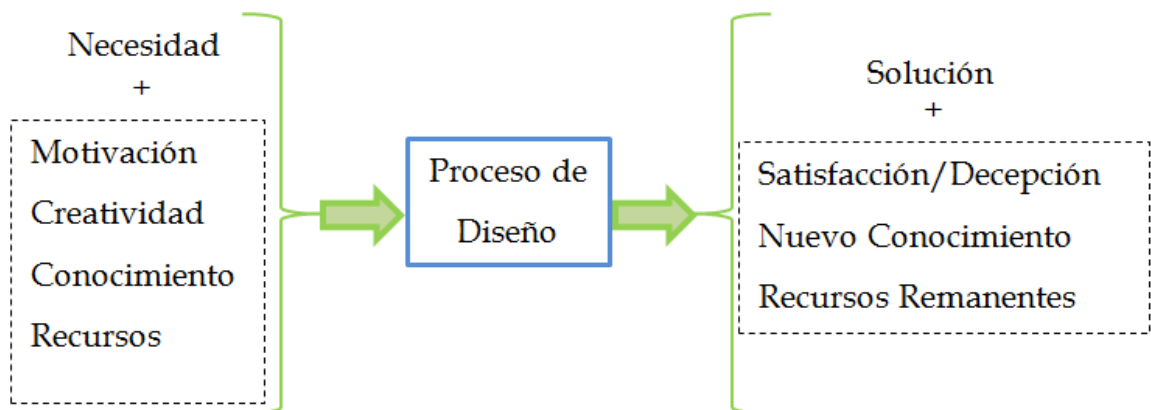 Necesidad
+
Motivación
Creatividad
Conocimiento
Recursos
Proceso de
Diseño
Solución
+
Satisfacción/Decepción
Nuevo Conocimiento
Recursos Remanentes